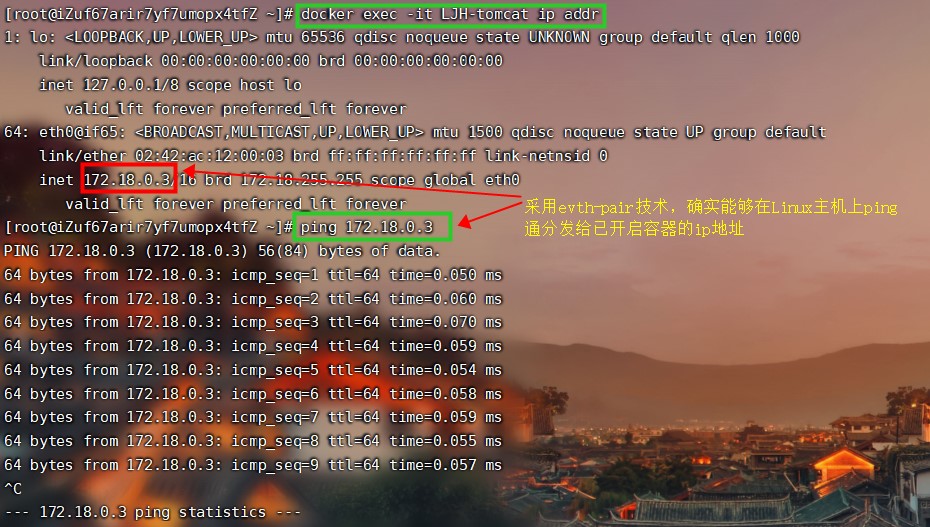 [root@iZuf67arir7yf7umopx4tfZ ~]# docker exec -it LJH-tomcat ip addr
1: lo: <LOOPBACK,UP,LOWER_UP> mtu 65536 qdisc noqueue state UNKNOWN group default qlen 1000
    link/loopback 00:00:00:00:00:00 brd 00:00:00:00:00:00
    inet 127.0.0.1/8 scope host lo
       valid_lft forever preferred_lft forever
64: eth0@if65: <BROADCAST,MULTICAST,UP,LOWER_UP> mtu 1500 qdisc noqueue state UP group default
    link/ether 02:42:ac:12:00:03 brd ff:ff:ff:ff:ff:ff link-netnsid 0
    inet 172.18.0.3/16 brd 172.18.255.255 scope global eth0
       valid_lft forever preferred_lft forever
采用evth-pair技术，确实能够在Linux主机上ping
通分发给已开启容器的ip地址
[root@iZuf67arir7yf7umopx4tfZ ~]# ping 172.18.0.3
PING 172.18.0.3 (172.18.0.3) 56(84) bytes of data.
64 bytes from 172.18.0.3: icmp_seq=1 ttl=64 time=0.050 ms
64 bytes from 172.18.0.3: icmp_seq=2 ttl=64 time=0.060 ms
64 bytes from 172.18.0.3: icmp_seq=3 ttl=64 time=0.070 ms
64 bytes from 172.18.0.3: icmp_seq=4 ttl=64 time=0.059 ms
64 bytes from 172.18.0.3: icmp_seq=5 ttl=64 time=0.054 ms
64 bytes from 172.18.0.3: icmp_seq=6 ttl=64 time=0.058 ms
64 bytes from 172.18.0.3: icmp_seq=7 ttl=64 time=0.059 ms
64 bytes from 172.18.0.3: icmp_seq=8 ttl=64 time=0.055 ms
64 bytes from 172.18.0.3: icmp_seq=9 ttl=64 time=0.057 ms
^C
--- 172.18.0.3 ping statistics ---